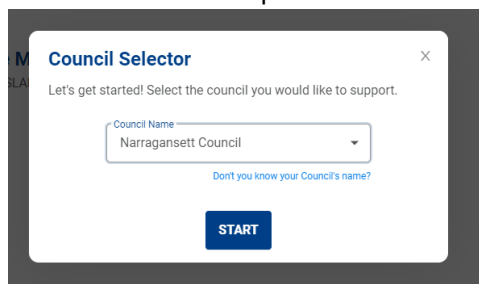 Council Selector
X
Let's get started! Select the council you would like to support.
Council Name
Narragansett Council
Don't you know your Council's name?
START